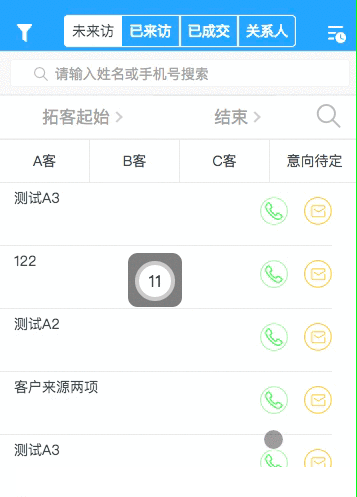 未来访 已来访 已成交 关系人
请输入姓名或手机号搜索
拓客起始 结束
A客 B客 C客 意向待定
测试A3
122
11
测试A2
客户来源两项
测试A3